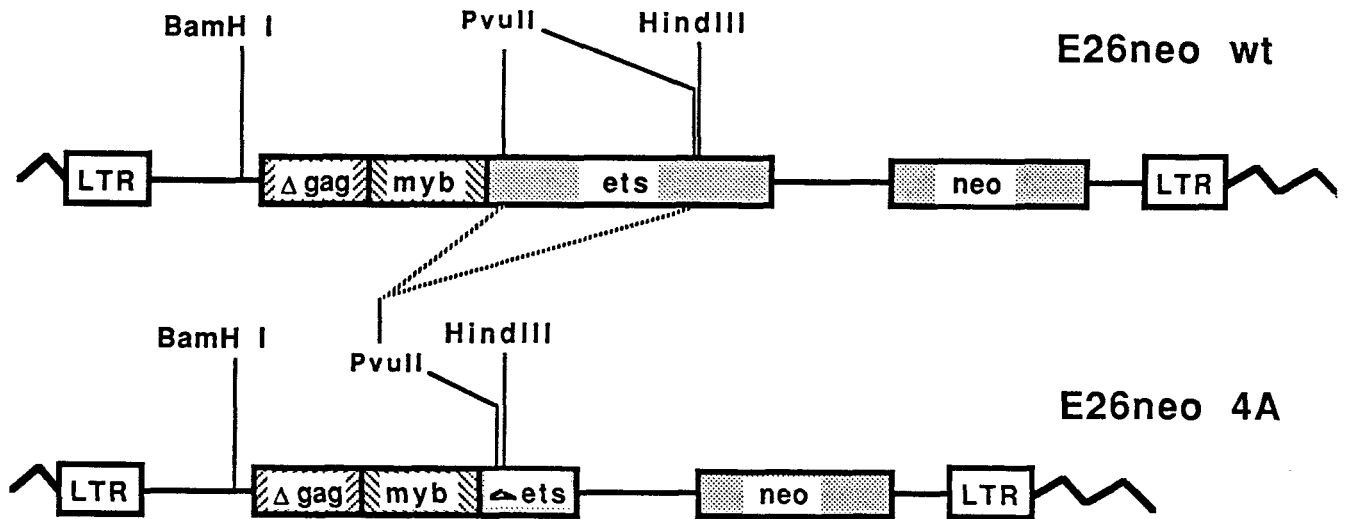 BamH I
PvuII
HindIII
E26neo wt
LTR
Δ gag
myb
ets
neo
LTR
BamH I
PvuII
HindIII
E26neo 4A
LTR
Δ gag
myb
Δ ets
neo
LTR